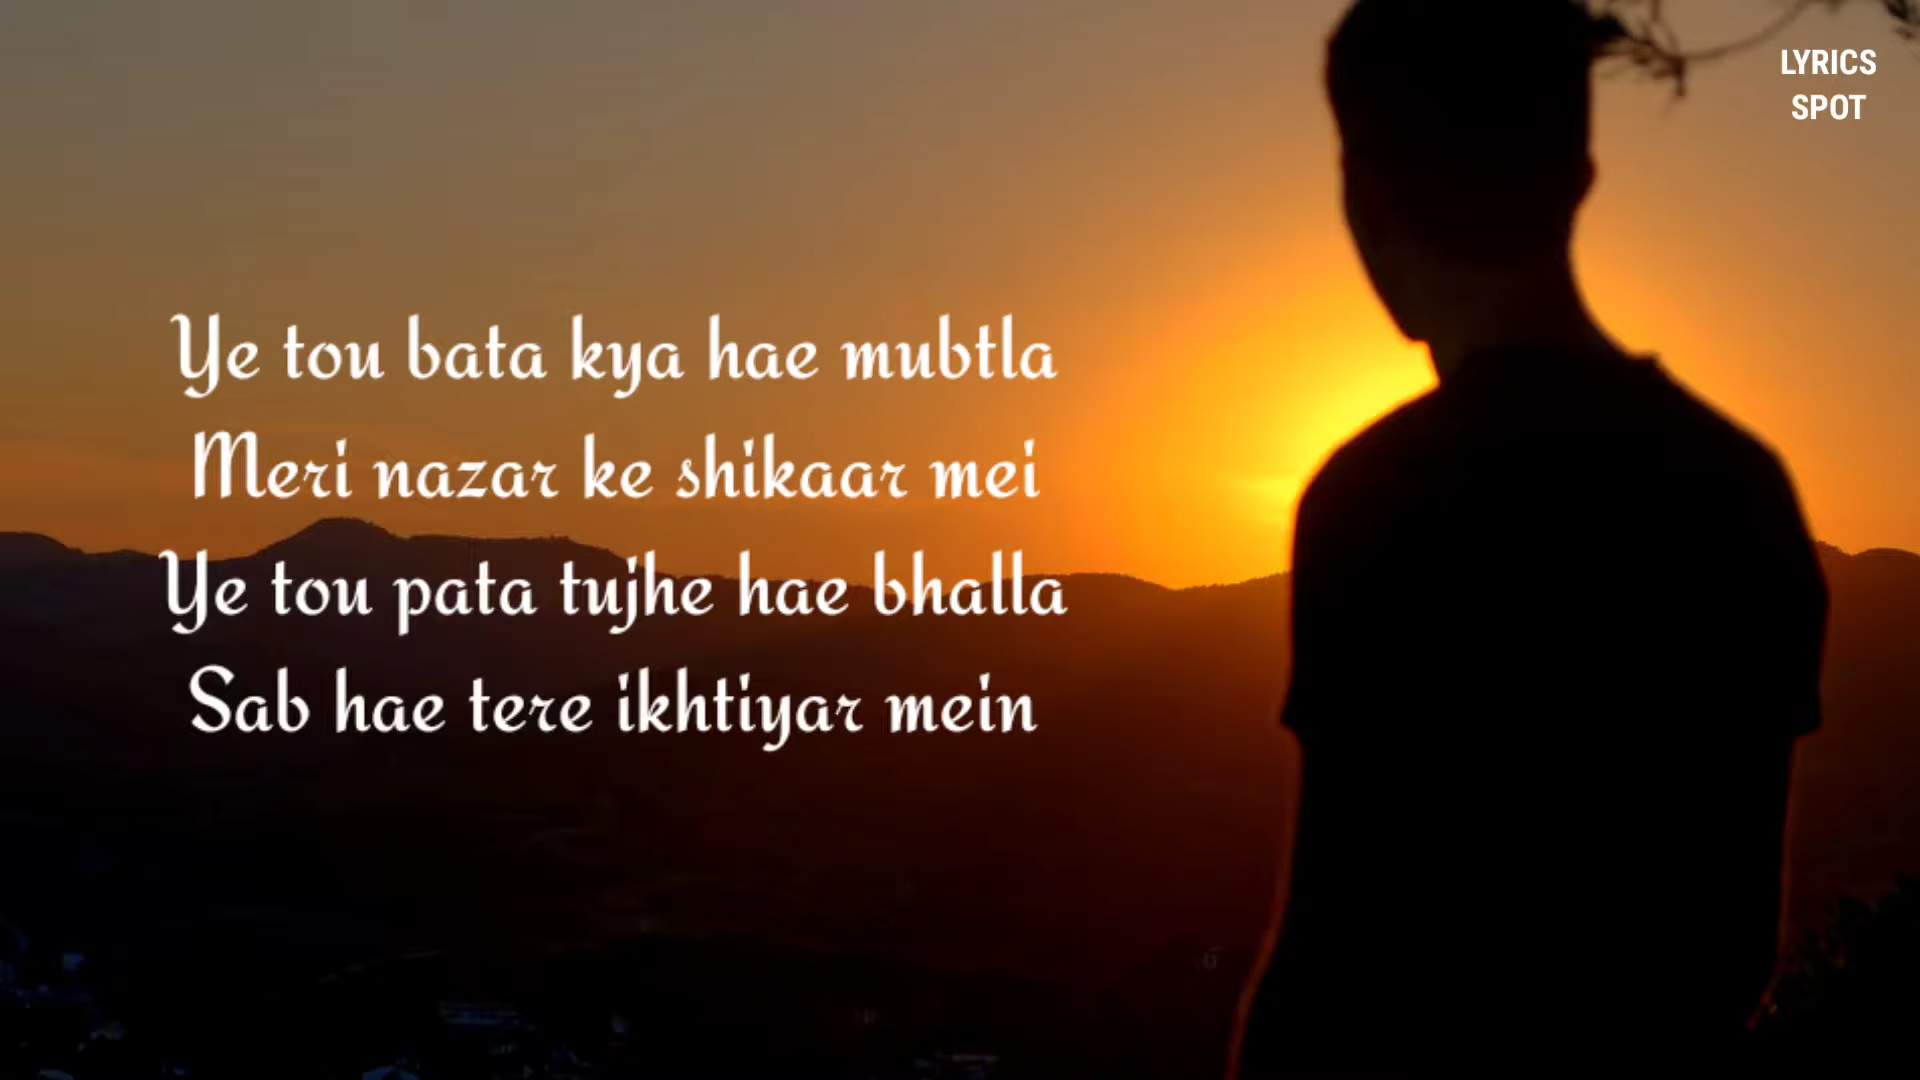 LYRICS
SPOT
Ye tou bata kya hae mubtla
Meri nazar ke shikaar mei
Ye tou pata tujhe hae bhalla
Sab hae tere ikhtiyar mein